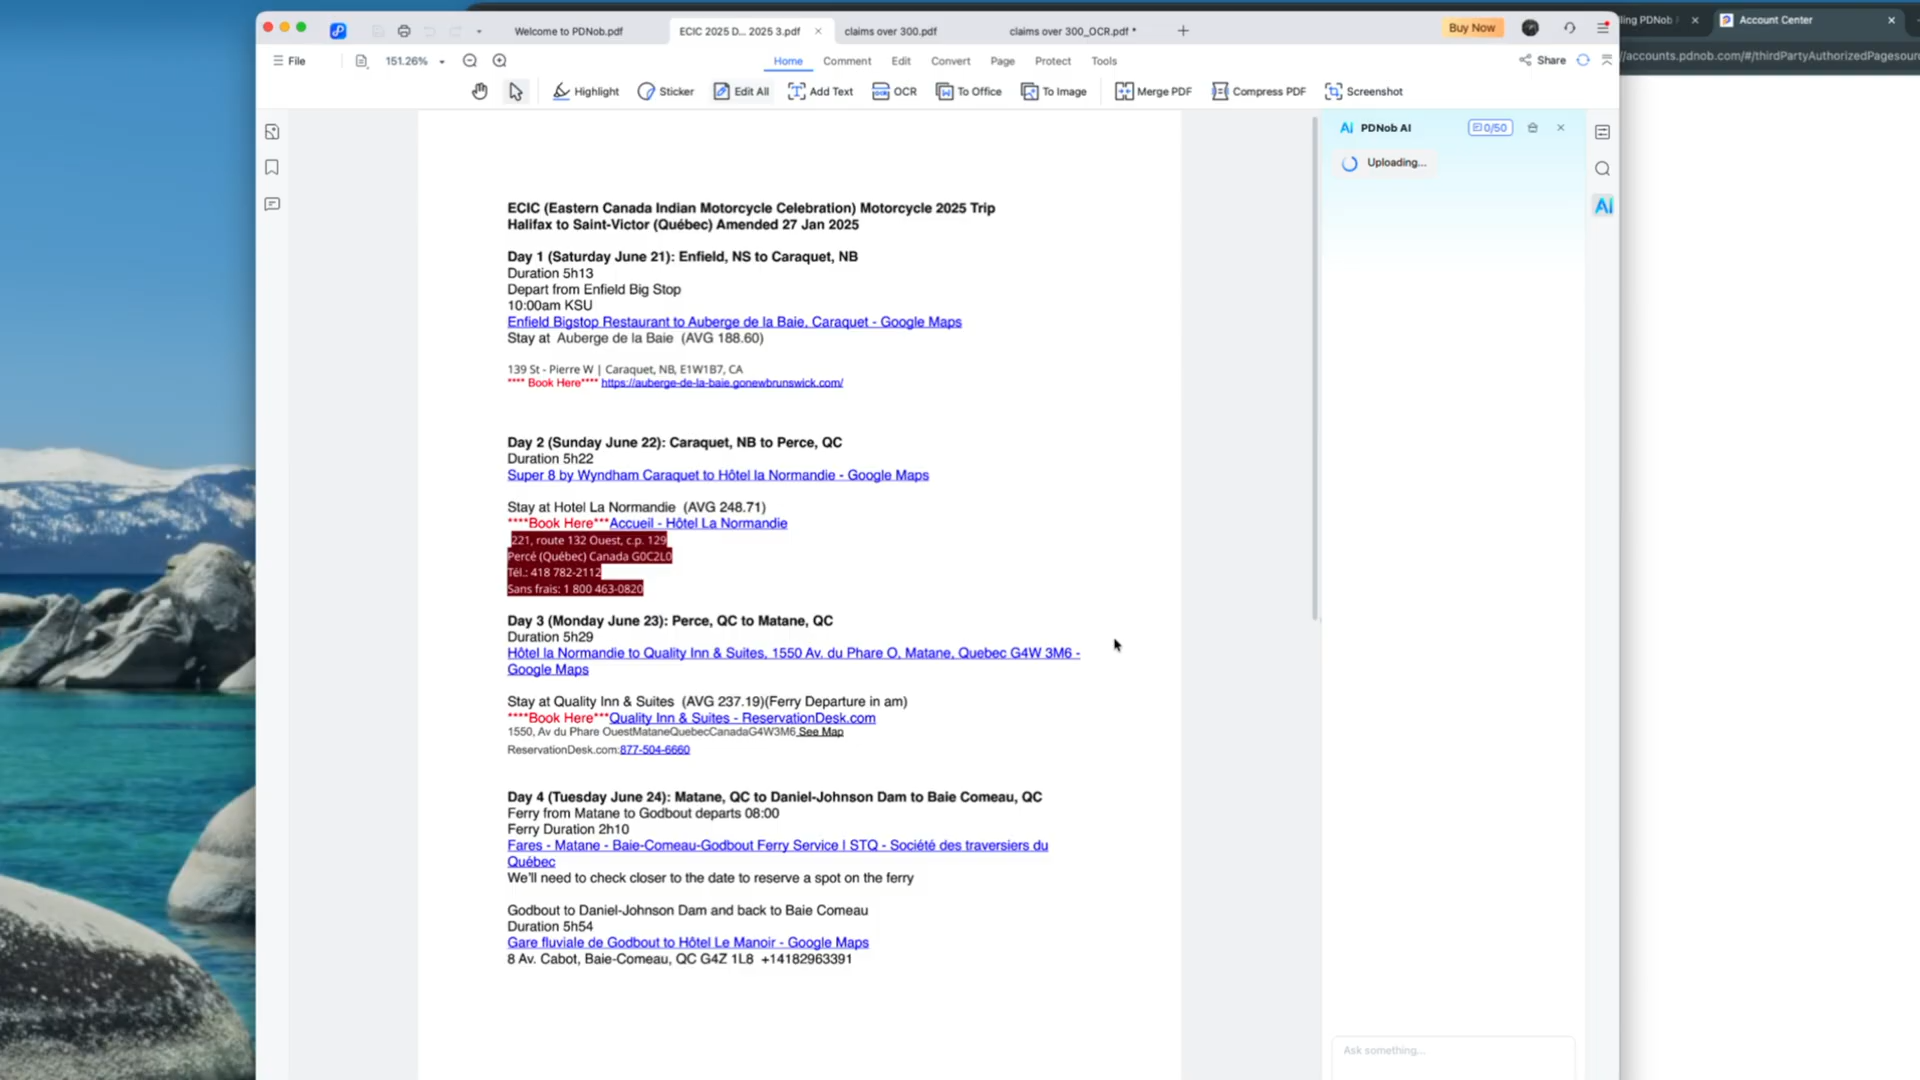 Welcome to PDNob.pdf
ECIC 2025 D... 2025 3.pdf
claims over 300.pdf
claims over 300_OCR.pdf *
Buy Now
ling PDNob
Account Center
//accounts.pdnob.com/#/thirdPartyAuthorizedPagesour
File
151.26%
Home
Comment
Edit
Convert
Page
Protect
Tools
Share
Highlight
Sticker
Edit All
Add Text
OCR
To Office
To Image
Merge PDF
Compress PDF
Screenshot
PDNob AI
0/50
Uploading...
AI
ECIC (Eastern Canada Indian Motorcycle Celebration) Motorcycle 2025 Trip
Halifax to Saint-Victor (Québec) Amended 27 Jan 2025
Day 1 (Saturday June 21): Enfield, NS to Caraquet, NB
Duration 5h13
Depart from Enfield Big Stop
10:00am KSU
Enfield Bigstop Restaurant to Auberge de la Baie, Caraquet - Google Maps
Stay at Auberge de la Baie (AVG 188.60)
139 St - Pierre W | Caraquet, NB, E1W1B7, CA
**** Book Here**** https://auberge-de-la-baie.gonewbrunswick.com/
Day 2 (Sunday June 22): Caraquet, NB to Perce, QC
Duration 5h22
Super 8 by Wyndham Caraquet to Hôtel la Normandie - Google Maps
Stay at Hotel La Normandie (AVG 248.71)
****Book Here***Accueil - Hôtel La Normandie
221, route 132 Ouest, c.p. 129
Percé (Québec) Canada G0C2L0
Tél.: 418 782-2112
Sans frais: 1 800 463-0820
Day 3 (Monday June 23): Perce, QC to Matane, QC
Duration 5h29
Hôtel la Normandie to Quality Inn & Suites, 1550 Av. du Phare O, Matane, Quebec G4W 3M6 -
Google Maps
Stay at Quality Inn & Suites (AVG 237.19)(Ferry Departure in am)
****Book Here***Quality Inn & Suites - ReservationDesk.com
1550, Av du Phare OuestMataneQuebecCanadaG4W3M6 See Map
ReservationDesk.com:877-504-6660
Day 4 (Tuesday June 24): Matane, QC to Daniel-Johnson Dam to Baie Comeau, QC
Ferry from Matane to Godbout departs 08:00
Ferry Duration 2h10
Fares - Matane - Baie-Comeau-Godbout Ferry Service | STQ - Société des traversiers du
Québec
We'll need to check closer to the date to reserve a spot on the ferry
Godbout to Daniel-Johnson Dam and back to Baie Comeau
Duration 5h54
Gare fluviale de Godbout to Hôtel Le Manoir - Google Maps
8 Av. Cabot, Baie-Comeau, QC G4Z 1L8 +14182963391
Ask something...